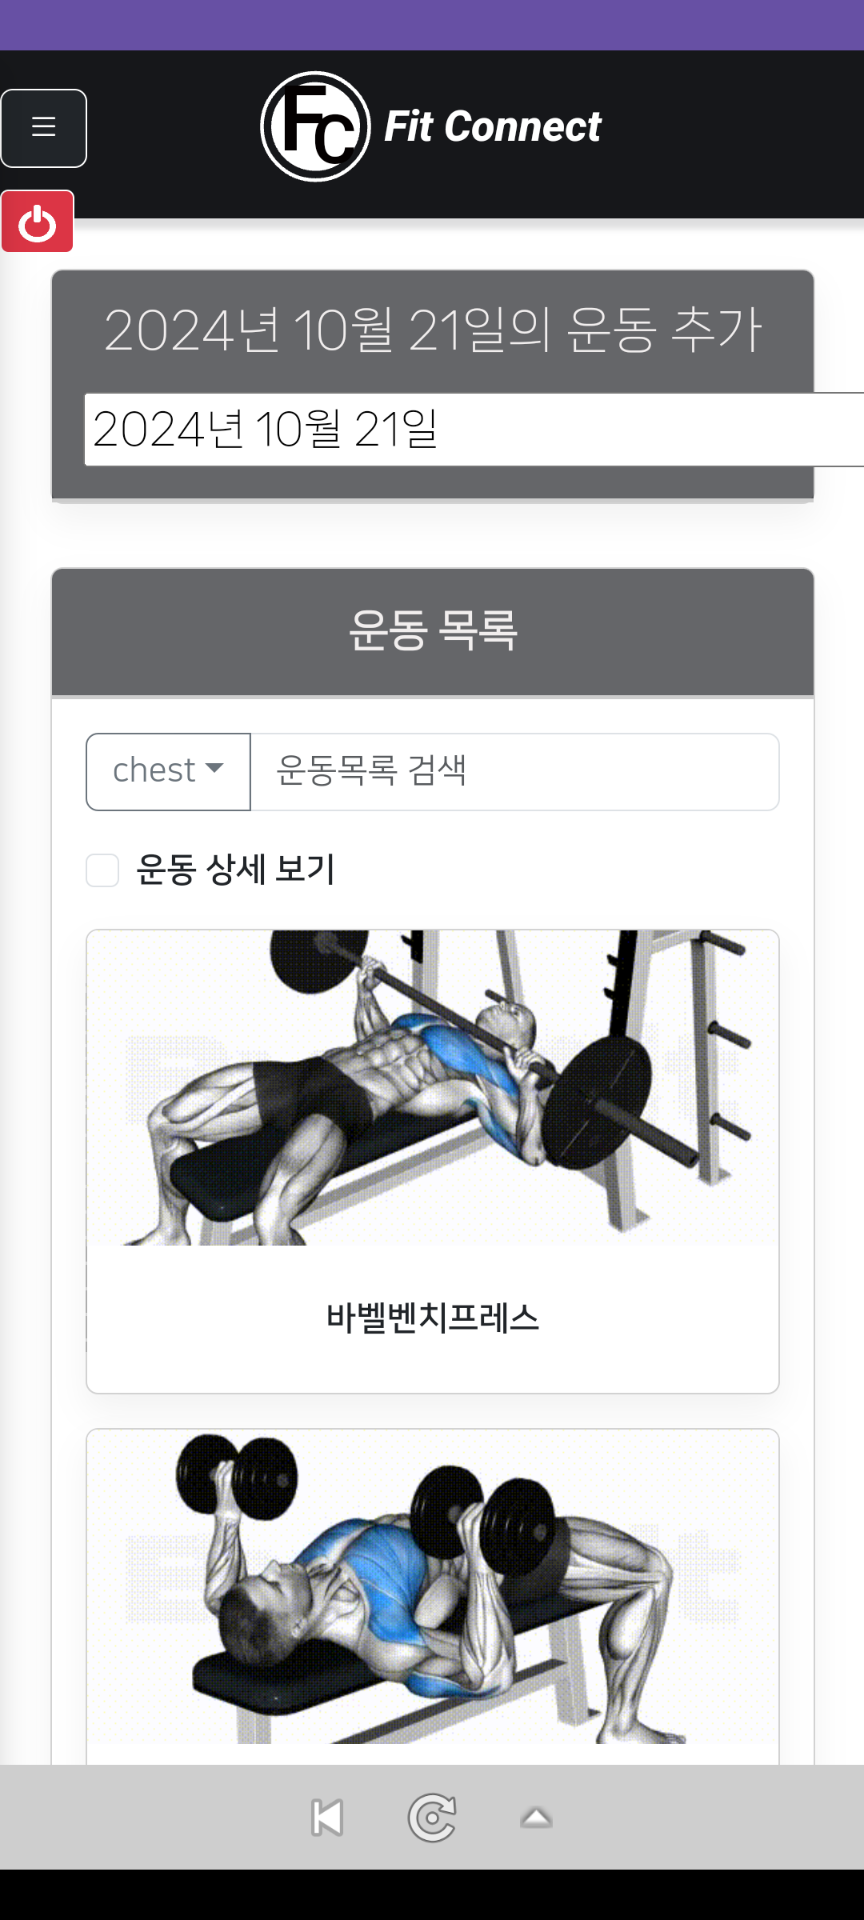 FC Fit Connect
2024년 10월 21일의 운동 추가
2024년 10월 21일
운동 목록
chest 운동목록 검색
운동 상세 보기
바벨벤치프레스